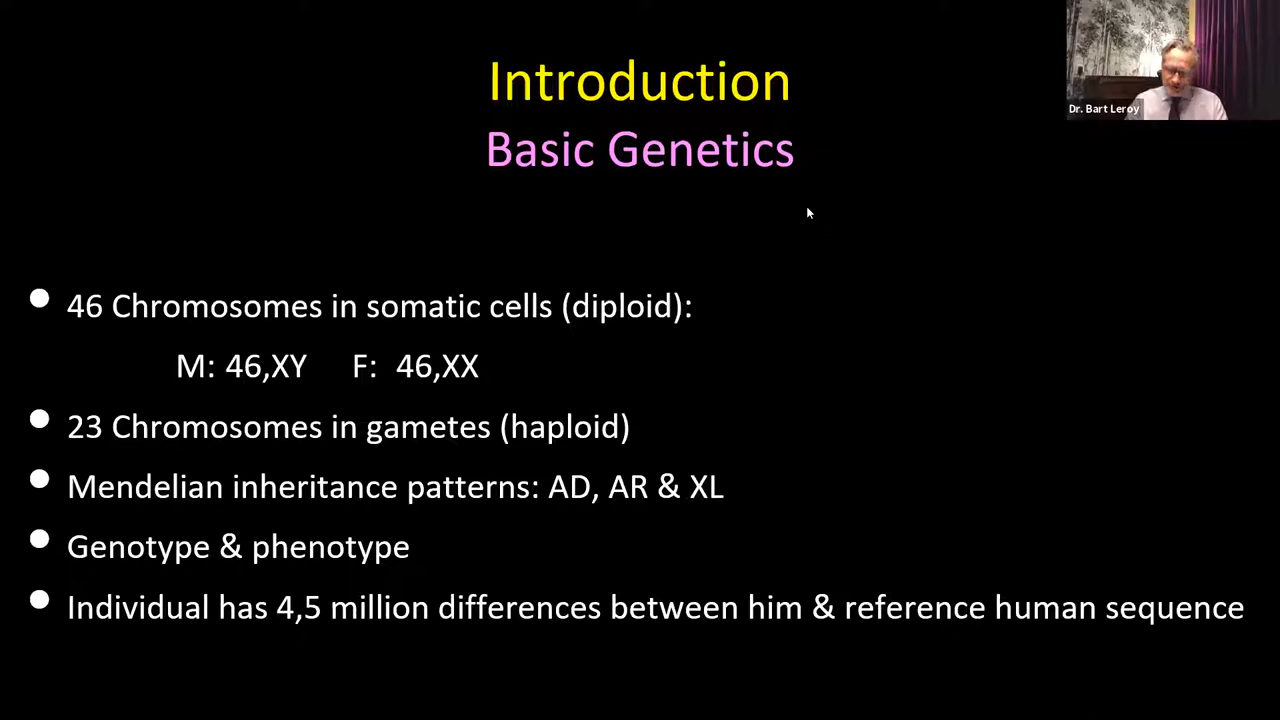 Introduction
Basic Genetics
Dr. Bart Leroy
• 46 Chromosomes in somatic cells (diploid):
M: 46,XY F: 46,XX
• 23 Chromosomes in gametes (haploid)
• Mendelian inheritance patterns: AD, AR & XL
• Genotype & phenotype
• Individual has 4,5 million differences between him & reference human sequence